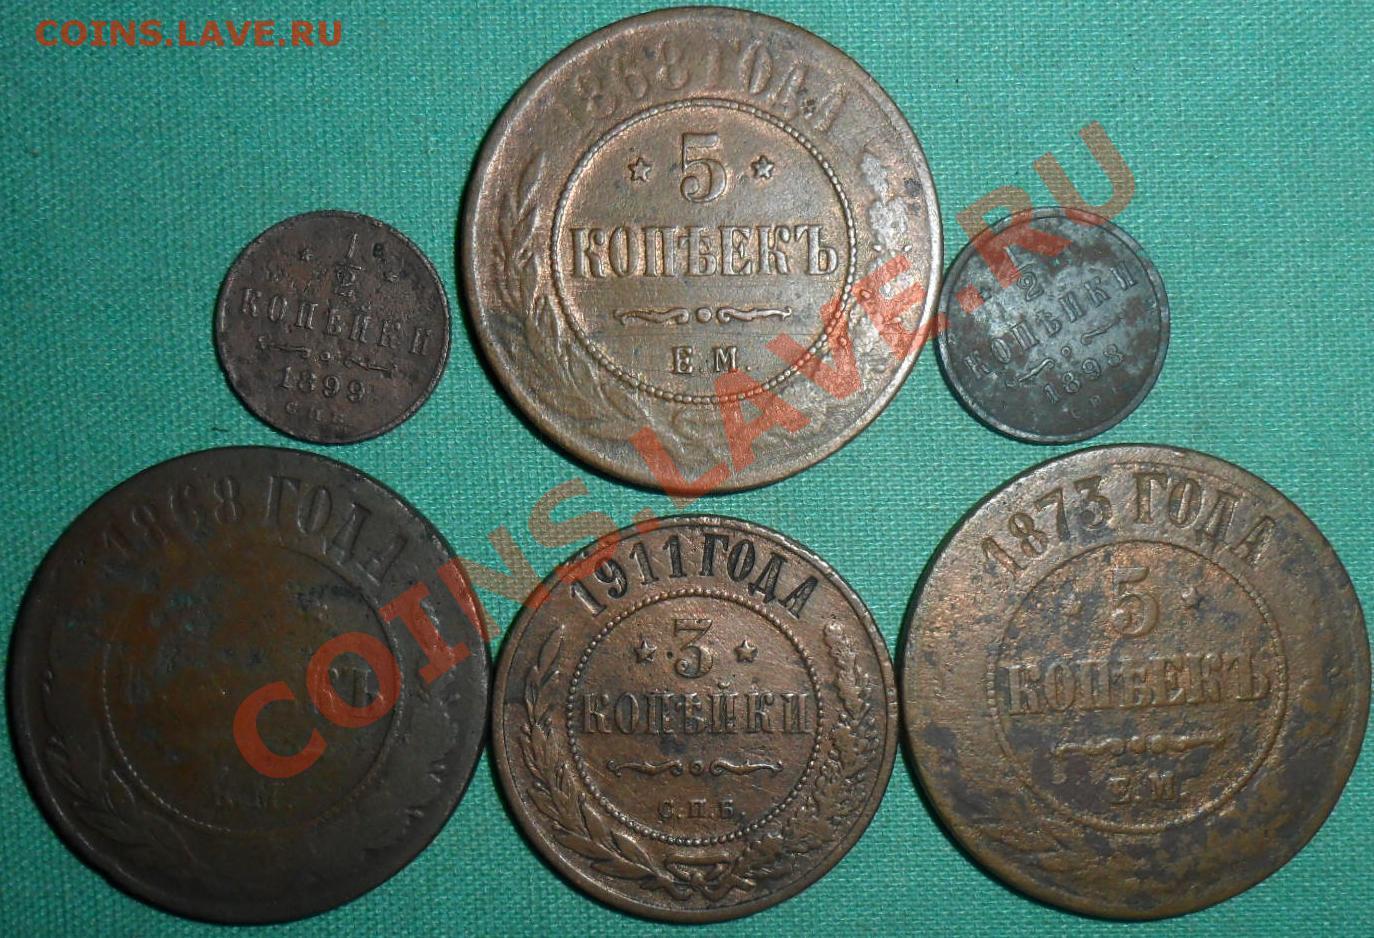 COINS.LAVE.RU
1868 ГОДА
5
КОПѢЕКЪ
Е.М.
1/2
КОПѢЙКИ
1899
С.П.Б.
1/2
КОПѢЙКИ
1898
1868 ГОДА
1911 ГОДА
3
КОПѢЙКИ
С.П.Б.
1873 ГОДА
5
КОПѢЕКЪ
Е.М.
COINS.LAVE.RU